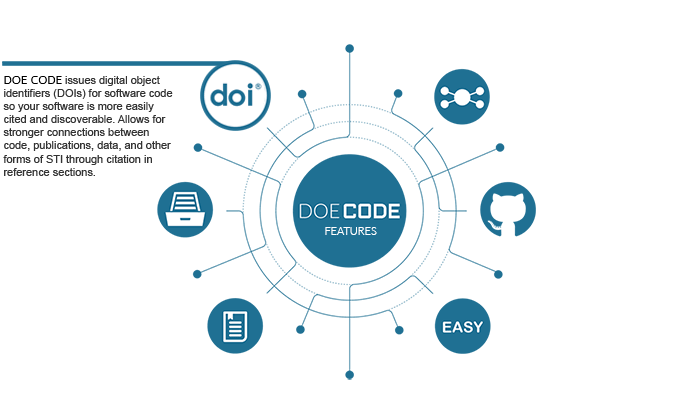 doi®
DOE CODE issues digital object
identifiers (DOIs) for software code
so your software is more easily
cited and discoverable. Allows for
stronger connections between
code, publications, data, and other
forms of STI through citation in
reference sections.
DOE CODE
FEATURES
EASY